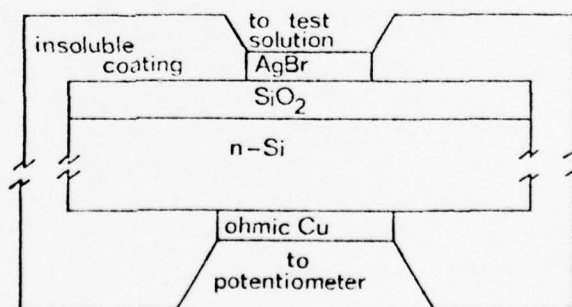 to test
solution
insoluble
coating
AgBr
SiO₂
n-Si
ohmic Cu
to
potentiometer